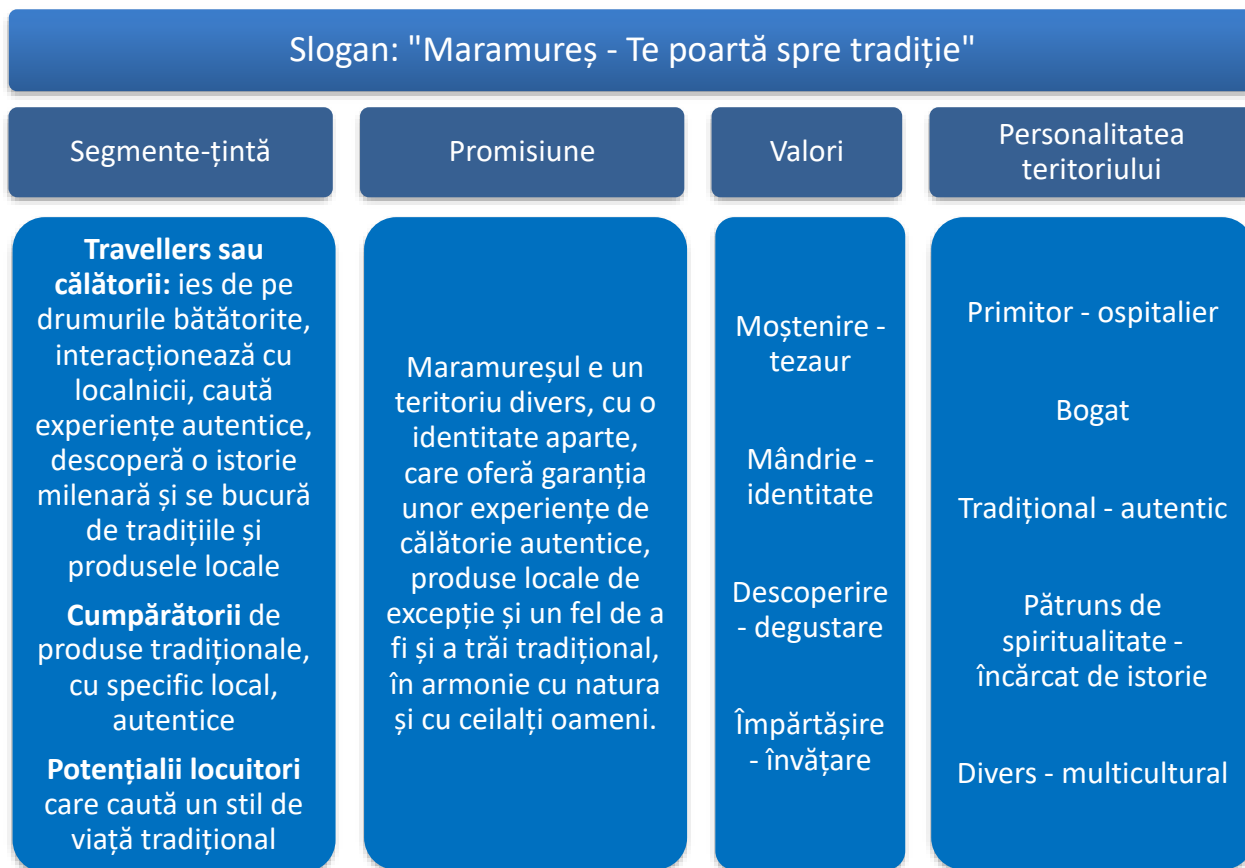 Slogan: "Maramureș - Te poartă spre tradiție"
Segmente-țintă
Travellers sau
călătorii: ies de pe
drumurile bătătorite,
interacționează cu
localnicii, caută
experiențe autentice,
descoperă o istorie
milenară și se bucură
de tradițiile și
produsele locale
Cumpărătorii de
produse tradiționale,
cu specific local,
autentice
Potențialii locuitori
care caută un stil de
viață tradițional
Promisiune
Maramureșul e un
teritoriu divers, cu o
identitate aparte,
care oferă garanția
unor experiențe de
călătorie autentice,
produse locale de
excepție și un fel de a
fi și a trăi tradițional,
în armonie cu natura
și cu ceilalți oameni.
Valori
Moștenire -
tezaur
Mândrie -
identitate
Descoperire
- degustare
Împărtășire
- învățare
Personalitatea
teritoriului
Primitor - ospitalier
Bogat
Tradițional - autentic
Pătruns de
spiritualitate -
încărcat de istorie
Divers - multicultural